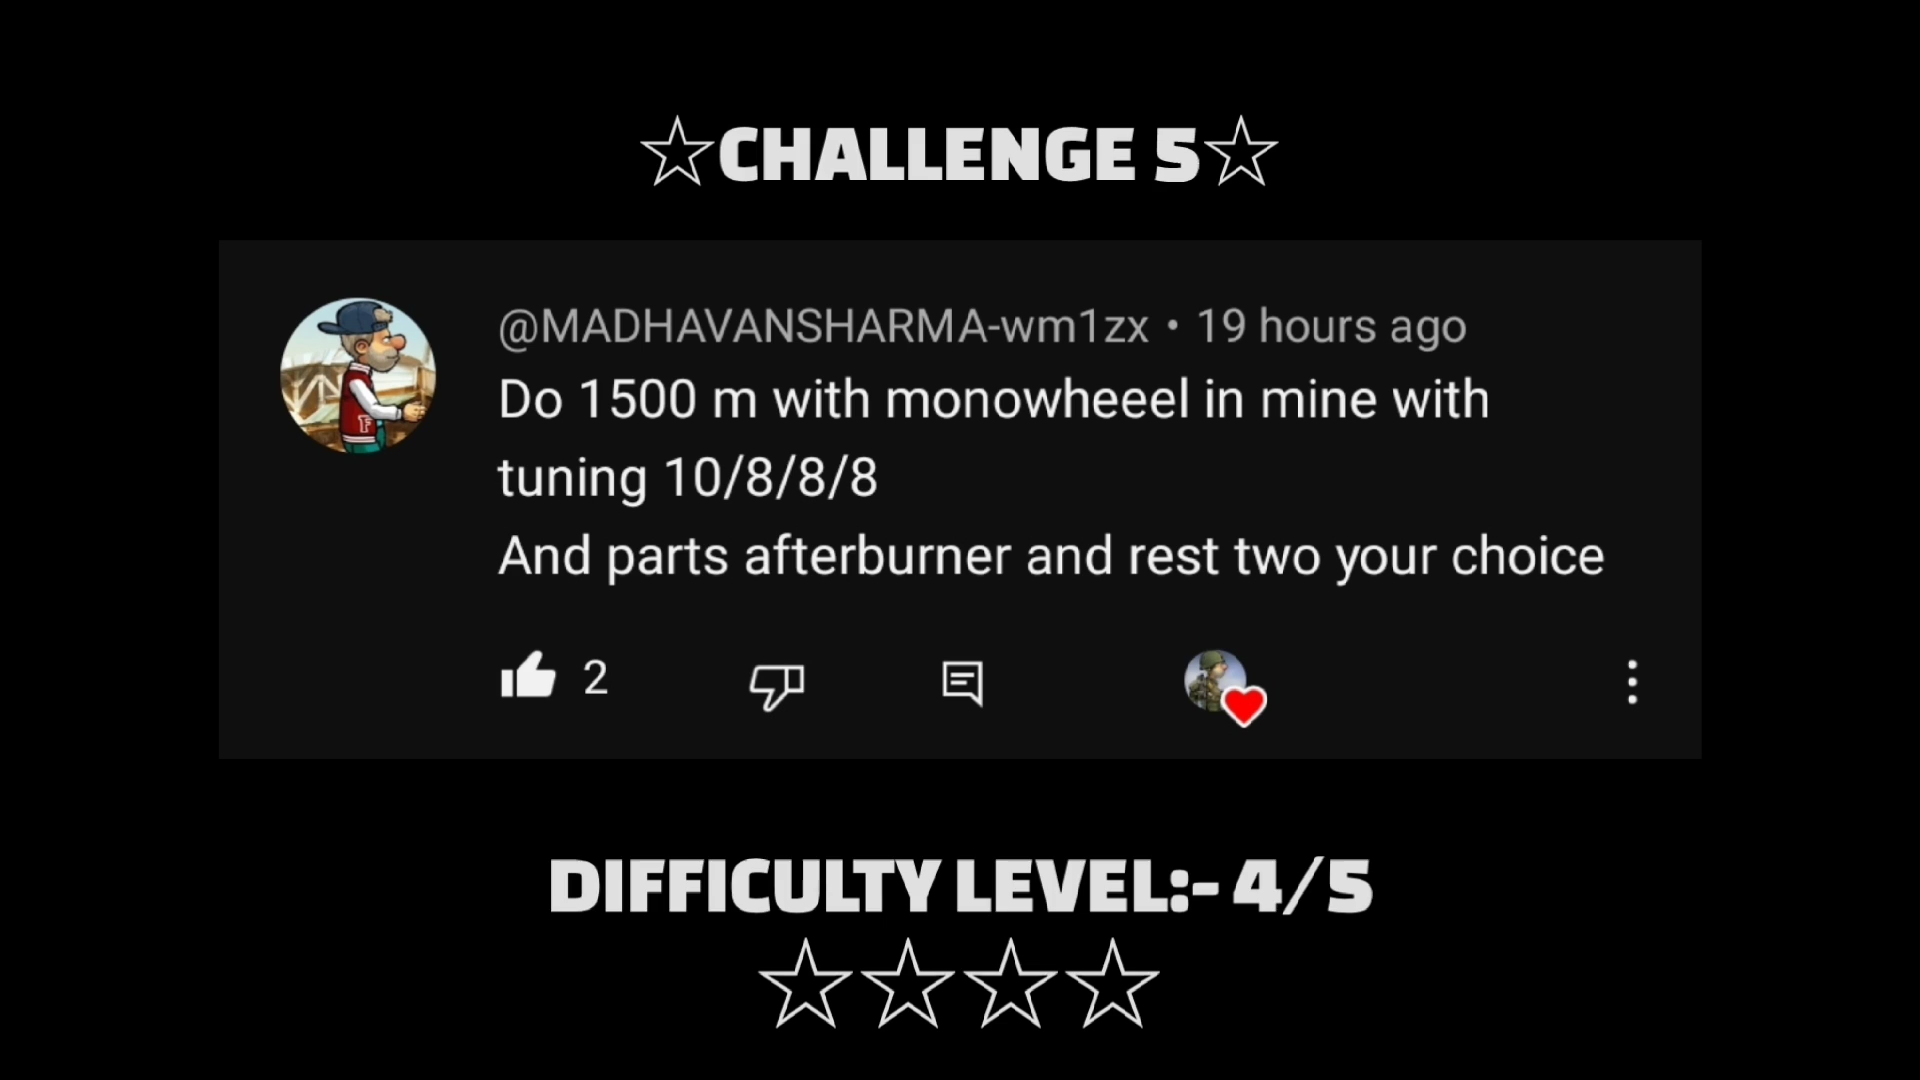 ☆CHALLENGE 5☆
@MADHAVANSHARMA-wm1zx • 19 hours ago
Do 1500 m with monowheeel in mine with
tuning 10/8/8/8
And parts afterburner and rest two your choice
2
DIFFICULTY LEVEL:- 4/5
☆☆☆☆